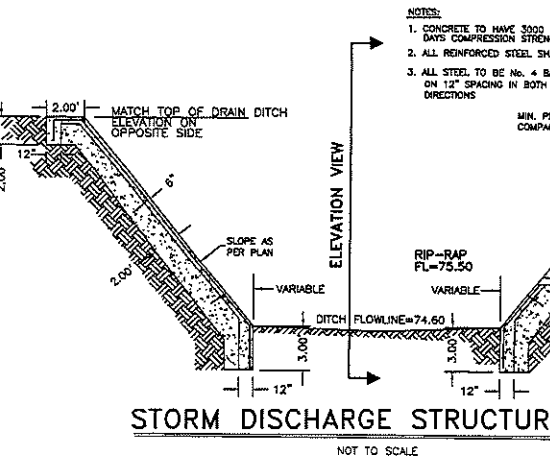 NOTES:
1. CONCRETE TO HAVE 3000
DAYS COMPRESSION
2. ALL REINFORCED STEEL
3. ALL STEEL TO BE No. 4
ON 12" SPACING IN BOTH
DIRECTIONS
MIN.
2.00'
MATCH TOP OF DRAIN DITCH
ELEVATION ON
OPPOSITE SIDE
12"
2.00'
6"
SLOPE AS
PER PLAN
2.00'
ELEVATION VIEW
RIP-RAP
FL=75.50
VARIABLE
VARIABLE
DITCH FLOWLINE=74.60
3.00'
3.00'
12"
12"
STORM DISCHARGE STRUCTUR
NOT TO SCALE